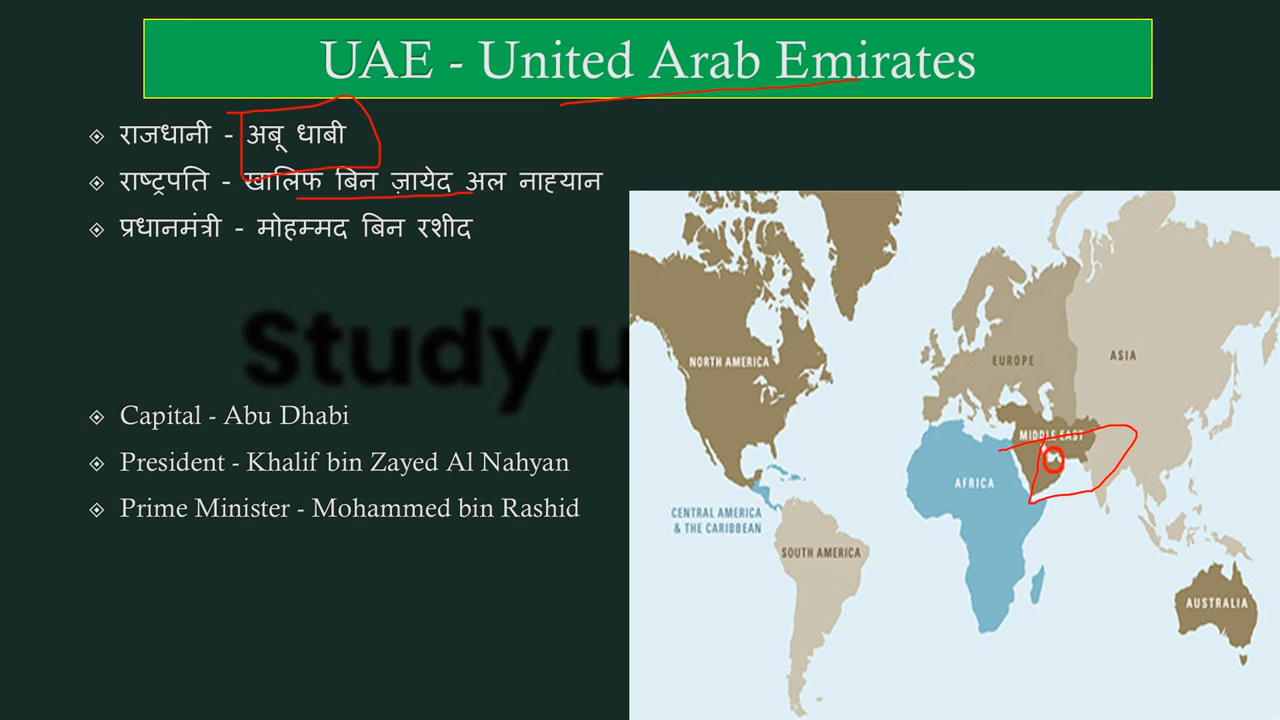 UAE - United Arab Emirates
राजधानी - अबू धाबी
राष्ट्रपति - खालिफ बिन ज़ायेद अल नाह्यान
प्रधानमंत्री - मोहम्मद बिन रशीद
Study u
Capital - Abu Dhabi
President - Khalif bin Zayed Al Nahyan
Prime Minister - Mohammed bin Rashid
NORTH AMERICA
EUROPE
ASIA
MIDDLE EAST
AFRICA
CENTRAL AMERICA
& THE CARIBBEAN
SOUTH AMERICA
AUSTRALIA